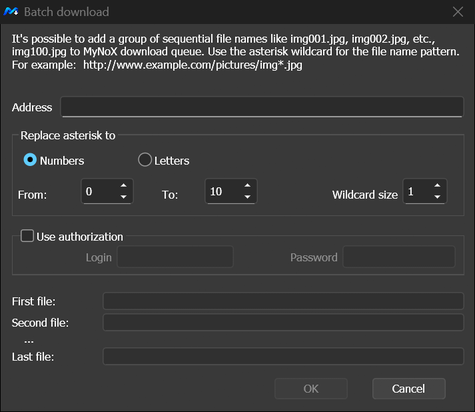 Batch download
It's possible to add a group of sequential file names like img001.jpg, img002.jpg, etc.,
img100.jpg to MyNoX download queue. Use the asterisk wildcard for the file name pattern.
For example:  http://www.example.com/pictures/img*.jpg
Address
Replace asterisk to
Numbers Letters
From: 0 To: 10 Wildcard size 1
Use authorization
Login Password
First file:
Second file:
...
Last file:
OK Cancel